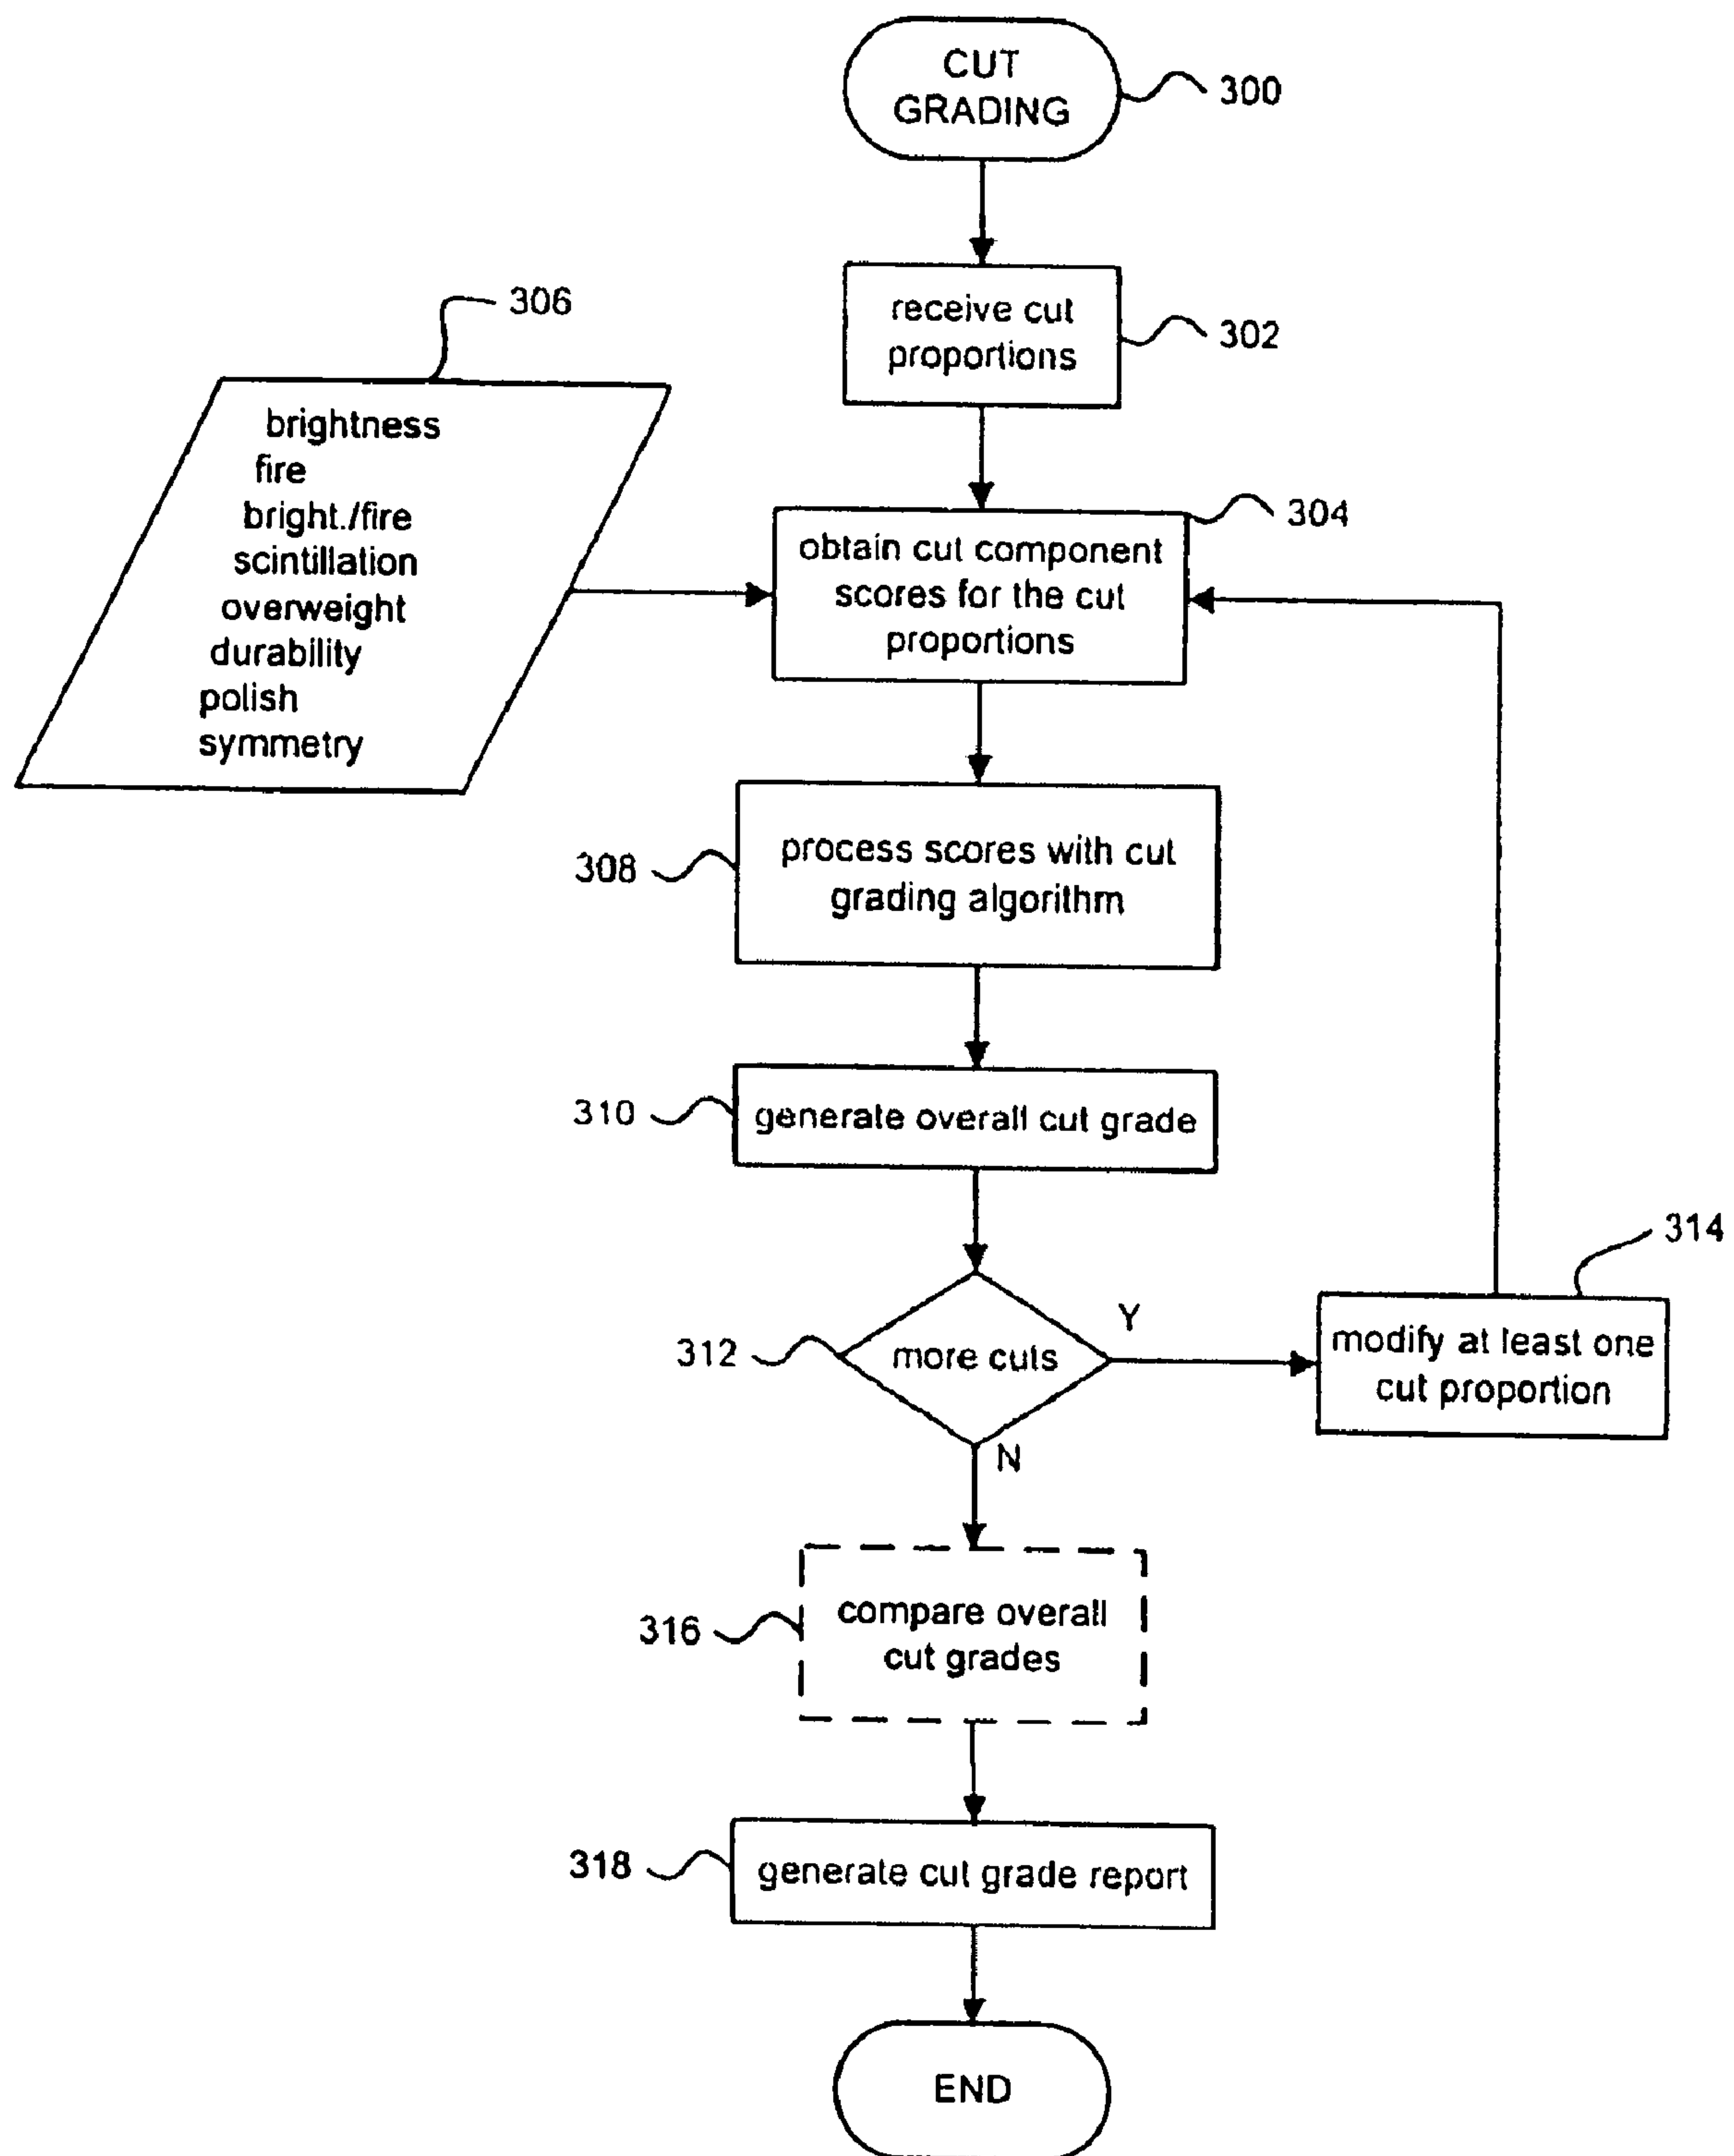 CUT
GRADING
300
receive cut
proportions
302
306
brightness
fire
bright./fire
scintillation
overweight
durability
polish
symmetry
304
obtain cut component
scores for the cut
proportions
308
process scores with cut
grading algorithm
310
generate overall cut grade
312
more cuts
Y
314
modify at least one
cut proportion
N
316
compare overall
cut grades
318
generate cut grade report
END